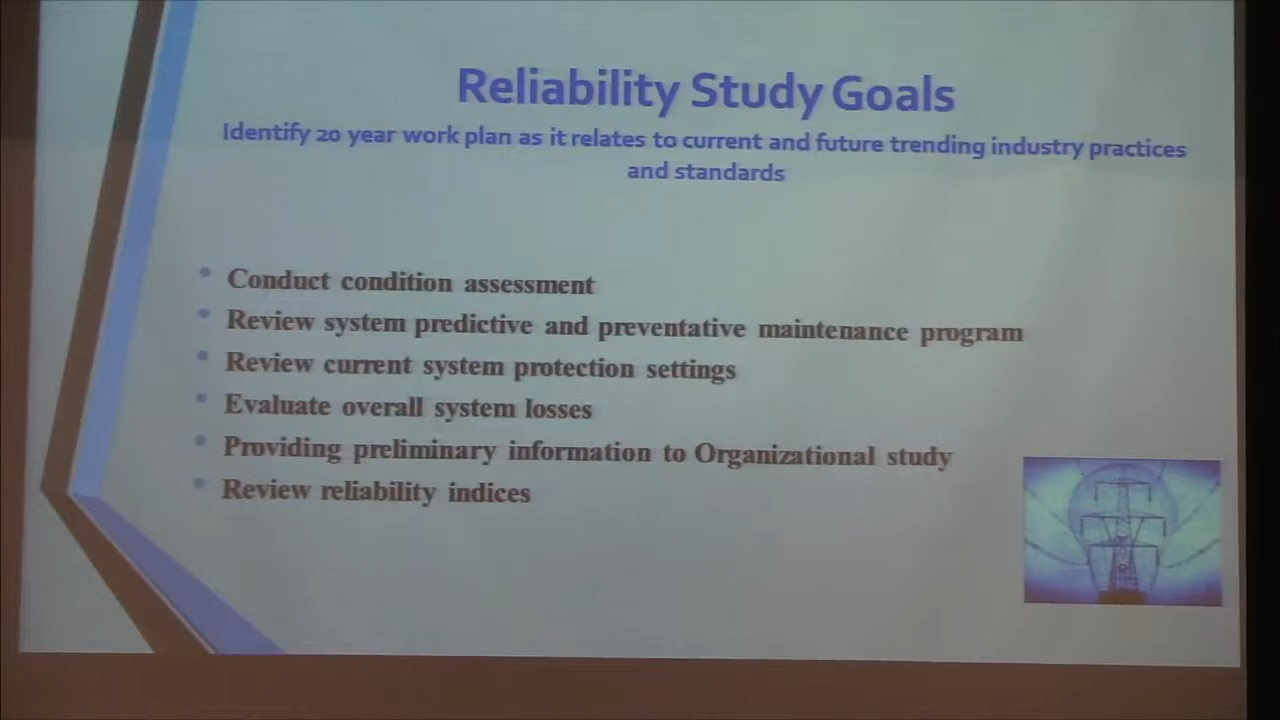 Reliability Study Goals
Identify 20 year work plan as it relates to current and future trending industry practices
and standards
Conduct condition assessment
Review system predictive and preventative maintenance program
Review current system protection settings
Evaluate overall system losses
Providing preliminary information to Organizational study
Review reliability indices